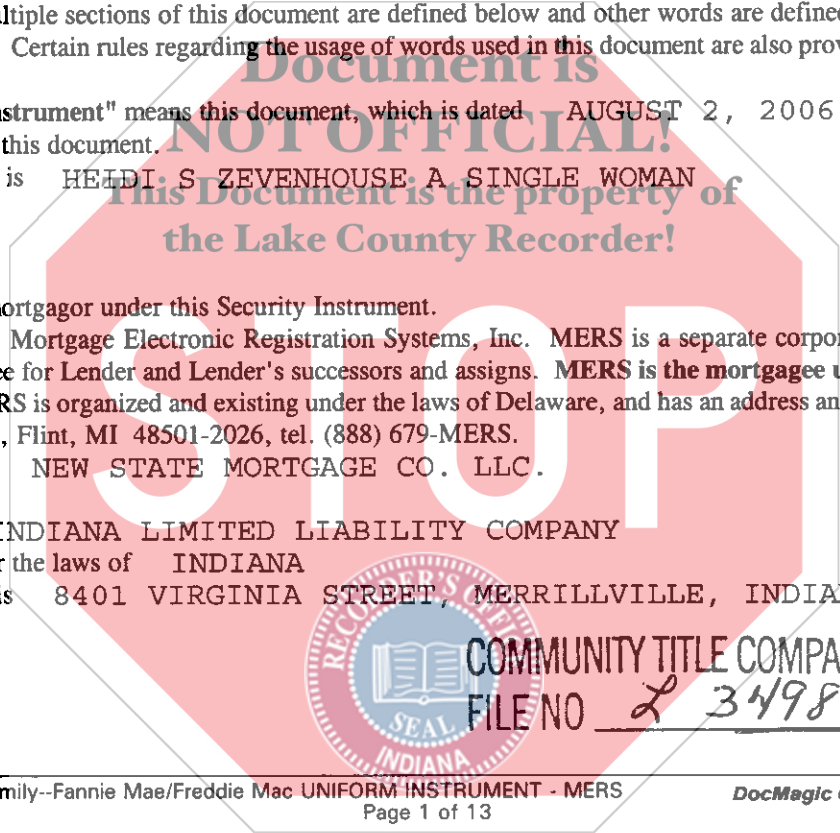 ltiple sections of this document are defined below and other words are define
Certain rules regarding the usage of words used in this document are also prov
Document is
strument" means this document, which is dated AUGUST 2, 2006
NOT OFFICIAL!
this document.
is HEIDI S ZEVENHOUSE A SINGLE WOMAN
This Document is the property of
the Lake County Recorder!
ortgagor under this Security Instrument.
Mortgage Electronic Registration Systems, Inc. MERS is a separate corpor
ee for Lender and Lender's successors and assigns. MERS is the mortgagee u
RS is organized and existing under the laws of Delaware, and has an address an
, Flint, MI 48501-2026, tel. (888) 679-MERS.
STOP
NEW STATE MORTGAGE CO. LLC.
INDIANA LIMITED LIABILITY COMPANY
r the laws of INDIANA
s 8401 VIRGINIA STREET, MERRILLVILLE, INDIA
RECORDER'S OFFI
SEAL
INDIANA
COMMUNITY TITLE COMPA
FILE NO L 3498
mily--Fannie Mae/Freddie Mac UNIFORM INSTRUMENT - MERS
DocMagic
Page 1 of 13